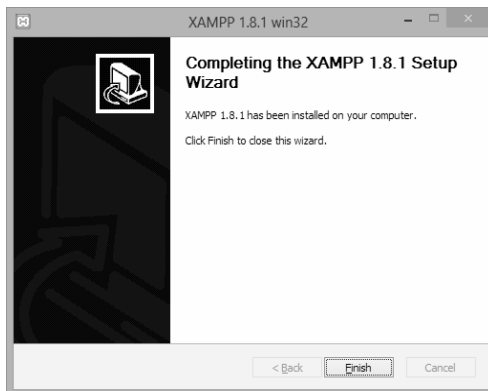 XAMPP 1.8.1 win32
Completing the XAMPP 1.8.1 Setup
Wizard
XAMPP 1.8.1 has been installed on your computer.
Click Finish to close this wizard.
< Back
Finish
Cancel